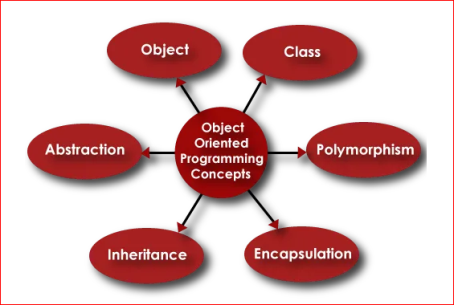 Object
Class
Object
Oriented
Programming
Concepts
Abstraction
Polymorphism
Inheritance
Encapsulation